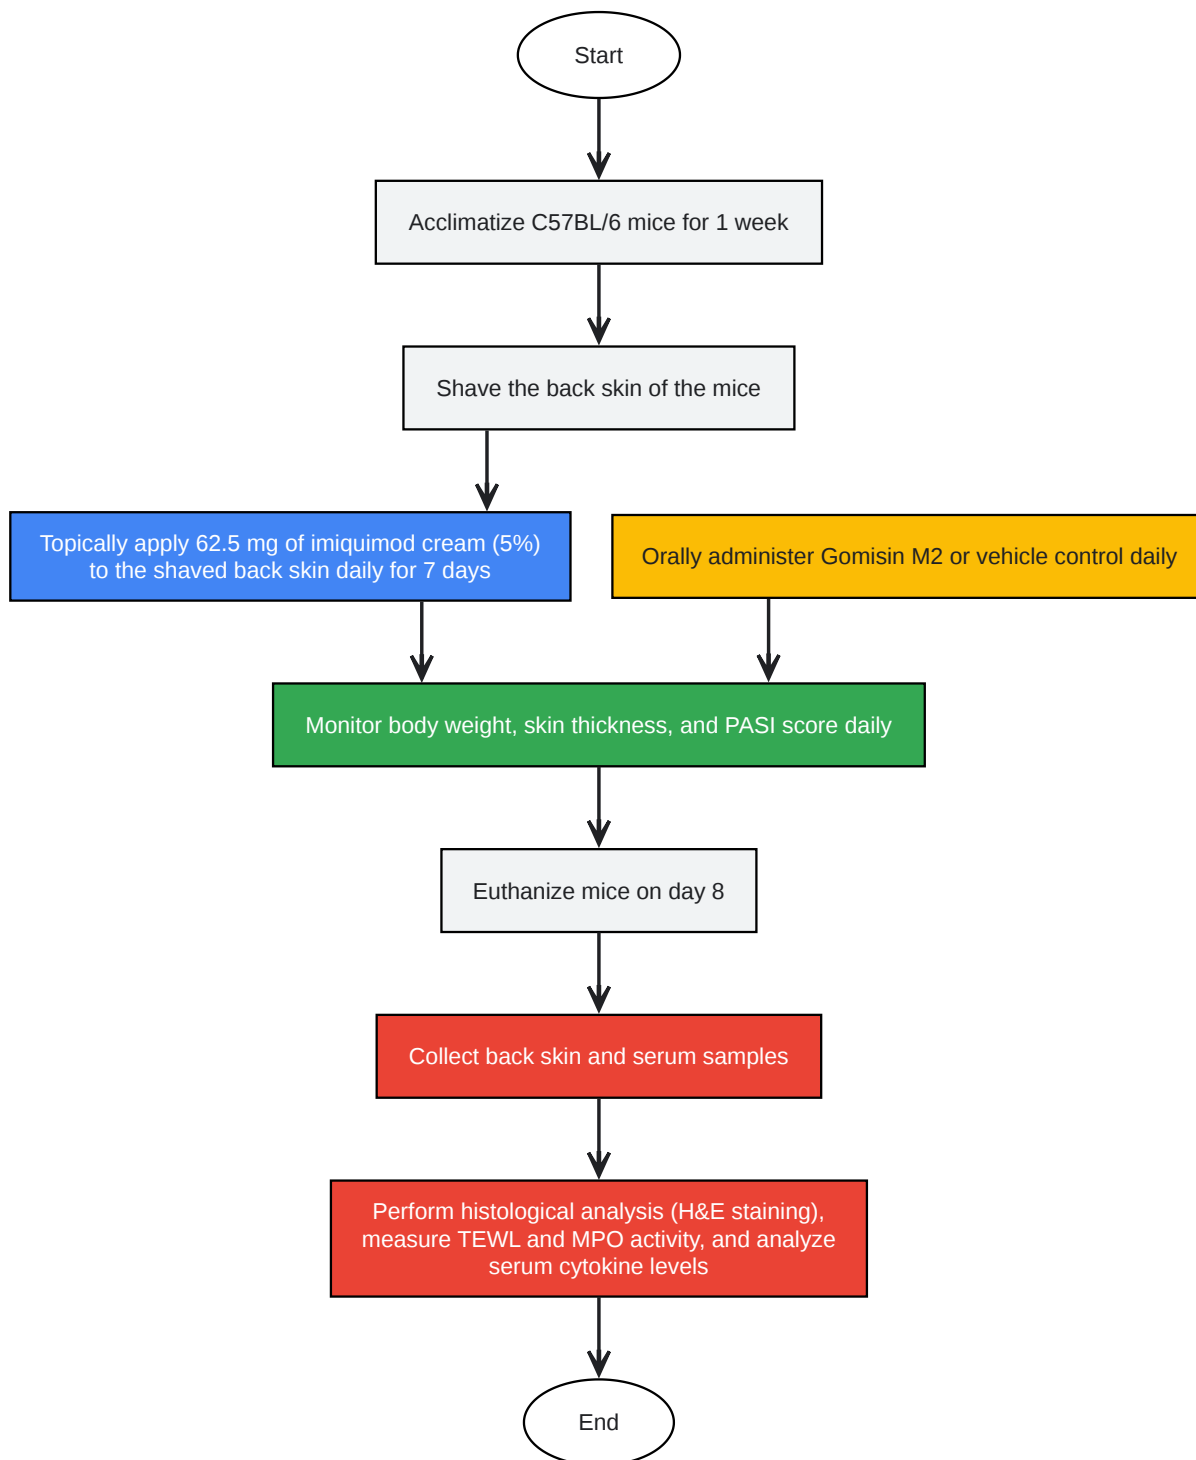 Start
Acclimatize C57BL/6 mice for 1 week
Shave the back skin of the mice
Topically apply 62.5 mg of imiquimod cream (5%)
to the shaved back skin daily for 7 days
Orally administer Gomisin M2 or vehicle control daily
Monitor body weight, skin thickness, and PASI score daily
Euthanize mice on day 8
Collect back skin and serum samples
Perform histological analysis (H&E staining),
measure TEWL and MPO activity, and analyze
serum cytokine levels
End